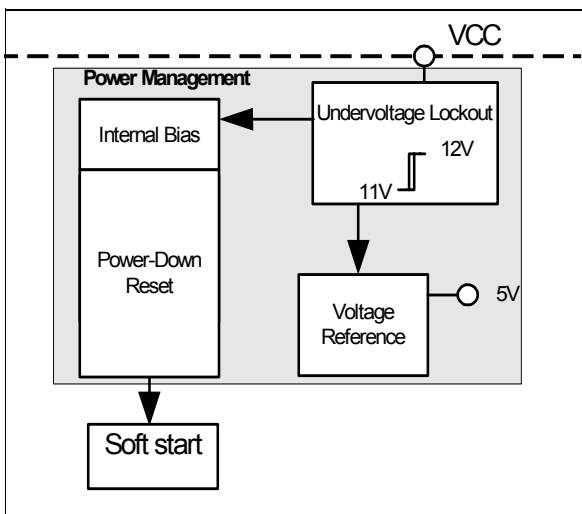 VCC
Power Management
Undervoltage Lockout
12V
11V
Internal Bias
Power-Down
Reset
Voltage
Reference
5V
Soft start